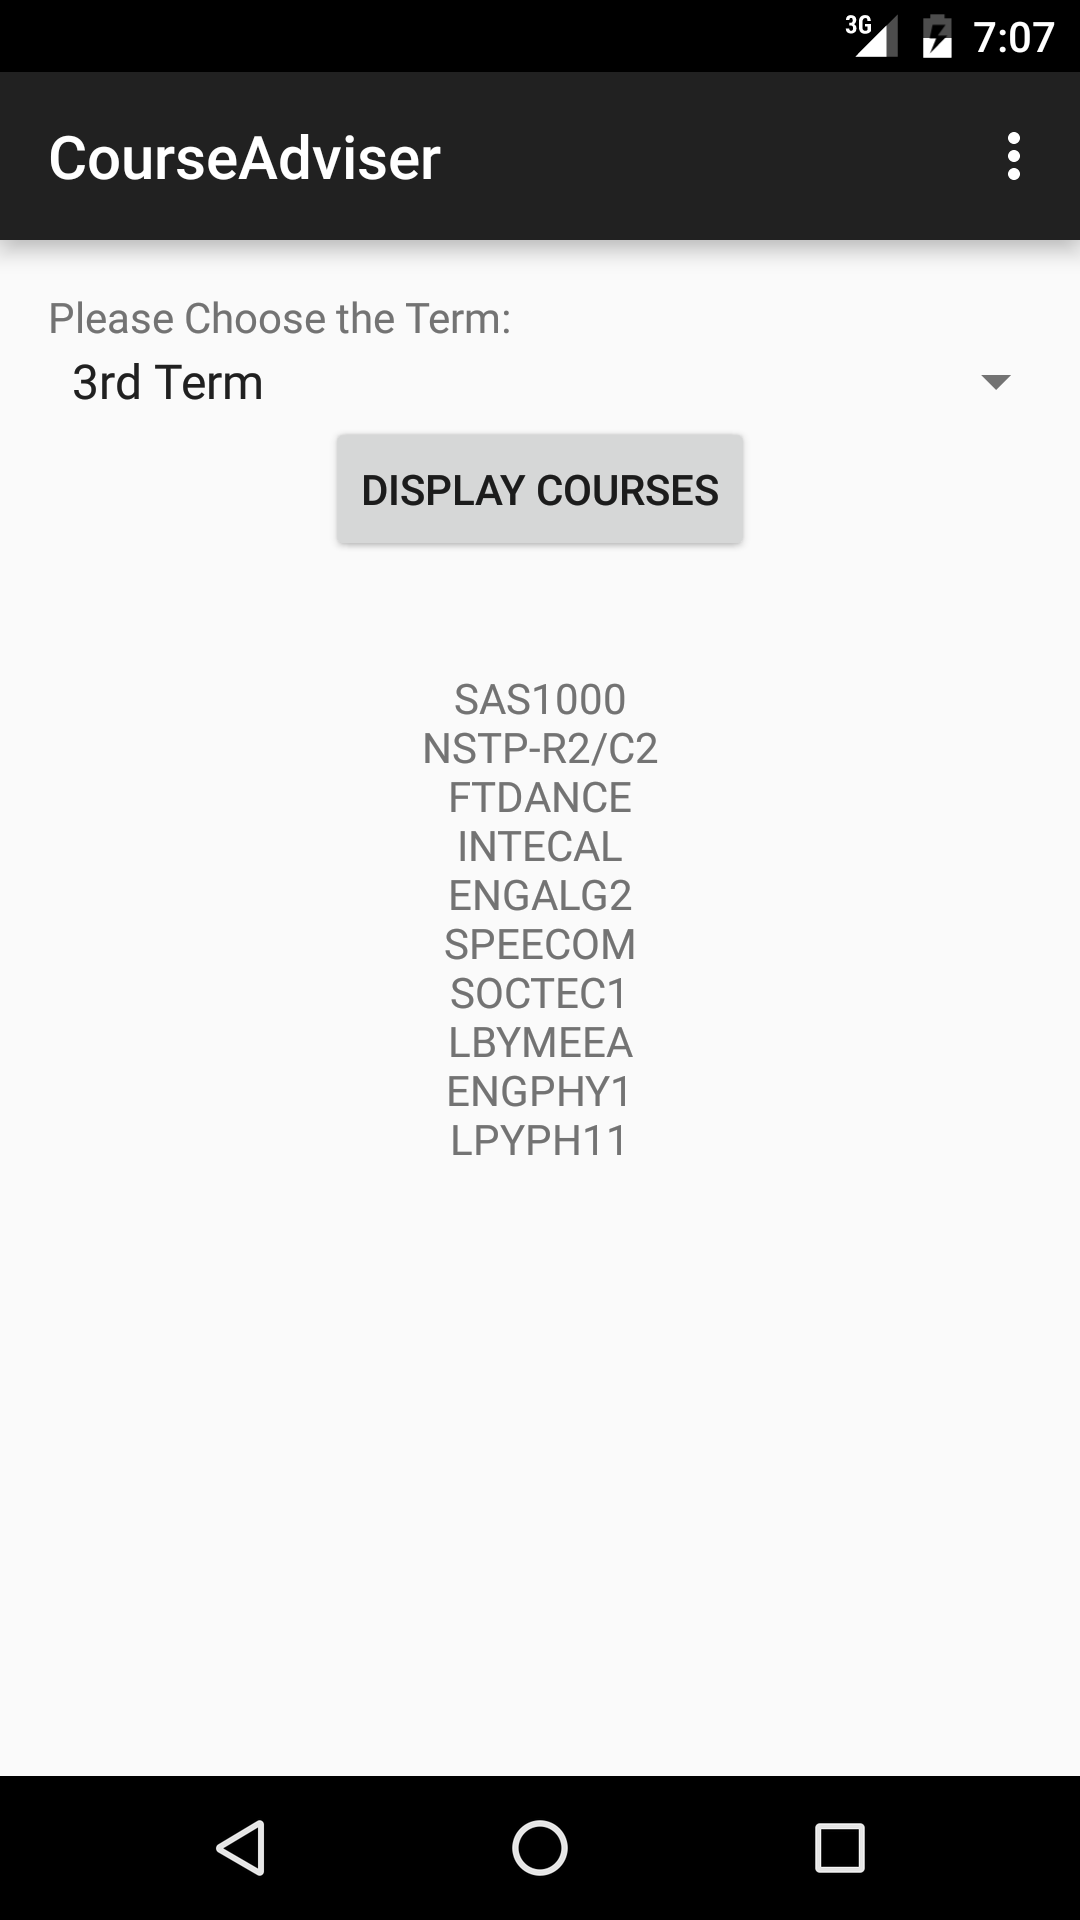 3G 7:07
CourseAdviser
Please Choose the Term:
3rd Term
DISPLAY COURSES
SAS1000
NSTP-R2/C2
FTDANCE
INTECAL
ENGALG2
SPEECOM
SOCTEC1
LBYMEEA
ENGPHY1
LPYPH11